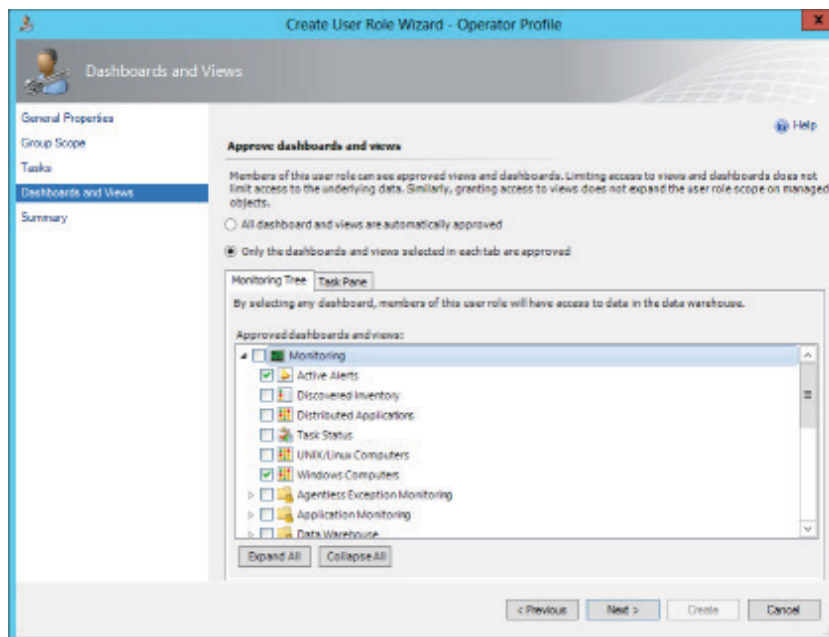 Create User Role Wizard - Operator Profile
x
Dashboards and Views
General Properties
Group Scope
Tasks
Dashboards and Views
Summary
Help
Approve dashboards and views
Members of this user role can see approved views and dashboards. Limiting access to views and dashboards does not
limit access to the underlying data. Similarly, granting access to views does not expand the user role scope on managed
objects.
All dashboard and views are automatically approved
Only the dashboards and views selected in each tab are approved
Monitoring Tree Task Pane
By selecting any dashboard, members of this user role will have access to data in the data warehouse.
Approved dashboards and views:
Monitoring
Active Alerts
Discovered Inventory
Distributed Applications
Task Status
UNIX/Linux Computers
Windows Computers
Agentless Exception Monitoring
Application Monitoring
Data Warehouse
Expand All Collapse All
< Previous Next > Create Cancel